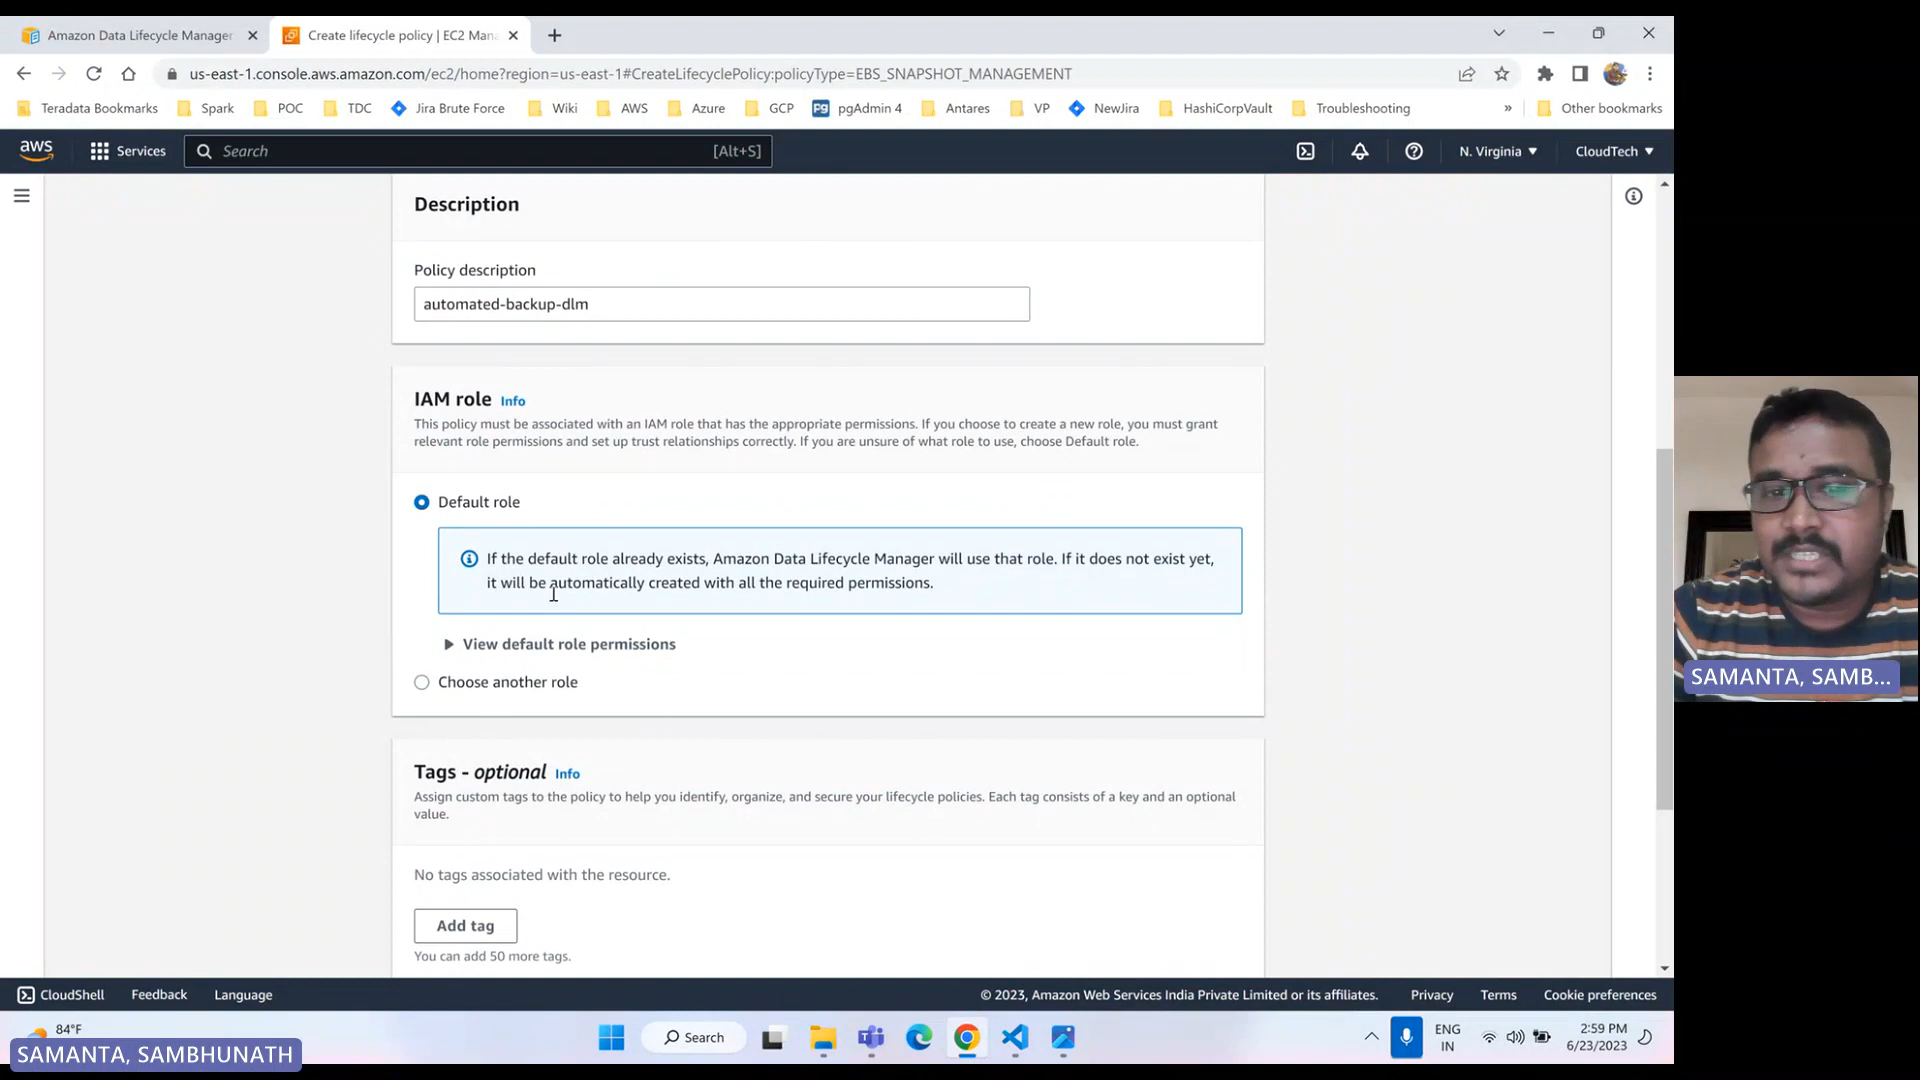 Amazon Data Lifecycle Manager
Create lifecycle policy | EC2 Man
us-east-1.console.aws.amazon.com/ec2/home?region=us-east-1#CreateLifecyclePolicy:policyType=EBS_SNAPSHOT_MANAGEMENT
Teradata Bookmarks Spark POC TDC Jira Brute Force Wiki AWS Azure GCP pgAdmin 4 Antares VP NewJira HashiCorpVault Troubleshooting » Other bookmarks
aws Services Search [Alt+S] N. Virginia CloudTech
Description
Policy description
automated-backup-dlm
IAM role Info
This policy must be associated with an IAM role that has the appropriate permissions. If you choose to create a new role, you must grant
relevant role permissions and set up trust relationships correctly. If you are unsure of what role to use, choose Default role.
Default role
If the default role already exists, Amazon Data Lifecycle Manager will use that role. If it does not exist yet,
it will be automatically created with all the required permissions.
View default role permissions
Choose another role
Tags - optional Info
Assign custom tags to the policy to help you identify, organize, and secure your lifecycle policies. Each tag consists of a key and an optional
value.
No tags associated with the resource.
Add tag
You can add 50 more tags.
CloudShell Feedback Language © 2023, Amazon Web Services India Private Limited or its affiliates. Privacy Terms Cookie preferences
84°F
Search
ENG
IN
2:59 PM
6/23/2023
SAMANTA, SAMBHUNATH
SAMANTA, SAMB...